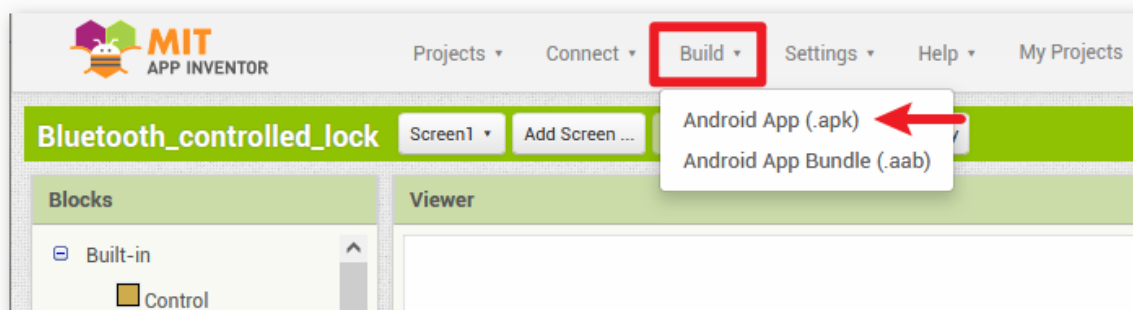 MIT
APP INVENTOR
Projects Connect Build Settings Help My Projects
Android App (.apk)
Android App Bundle (.aab)
Bluetooth_controlled_lock Screen1 Add Screen ...
Blocks Viewer
Built-in
Control